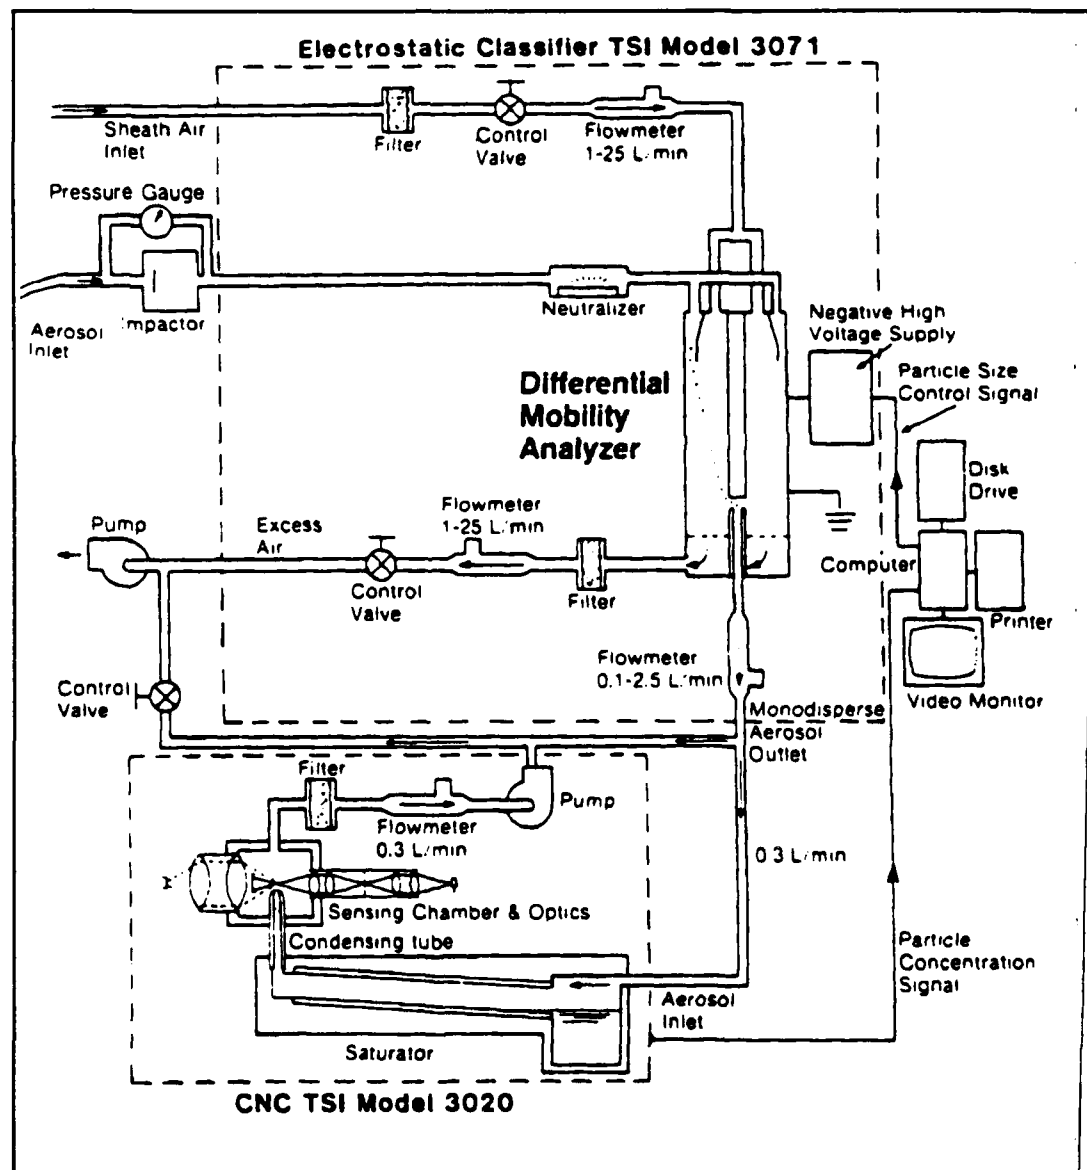 Electrostatic Classifier TSI Model 3071
Sheath Air
Inlet
Filter
Control
Valve
Flowmeter
1-25 L/min
Pressure Gauge
Impactor
Aerosol
Inlet
Neutralizer
Negative High
Voltage Supply
Particle Size
Control Signal
Differential
Mobility
Analyzer
Disk
Drive
Pump
Excess
Air
Flowmeter
1-25 L/min
Control
Valve
Filter
Computer
Printer
Video Monitor
Control
Valve
Flowmeter
0.1-2.5 L/min
Monodisperse
Aerosol
Outlet
Filter
Pump
Flowmeter
0.3 L/min
0.3 L/min
Sensing Chamber & Optics
Condensing tube
Particle
Concentration
Signal
Aerosol
Inlet
Saturator
CNC TSI Model 3020